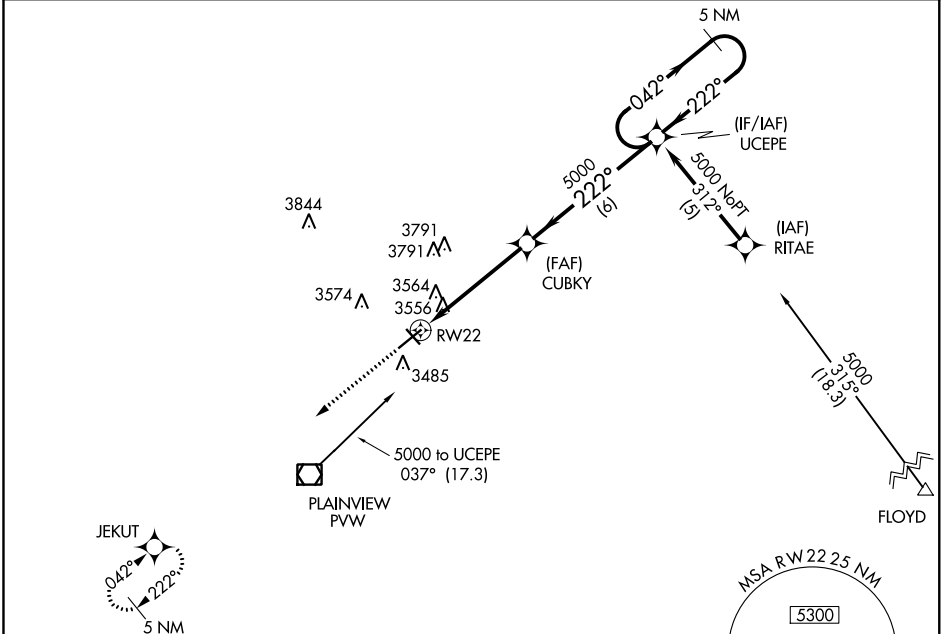 5 NM
042°
222°
(IF/IAF)
UCEPE
5000
222°
(6)
5000 NoPT
312°
(5)
(IAF)
RITAE
3844
3791
3791
(FAF)
CUBKY
3574
3564
3556
RW22
3485
5000
315°
(18.3)
5000 to UCEPE
037° (17.3)
PLAINVIEW
PVW
FLOYD
JEKUT
042°
222°
5 NM
MSA RW22 25 NM
5300